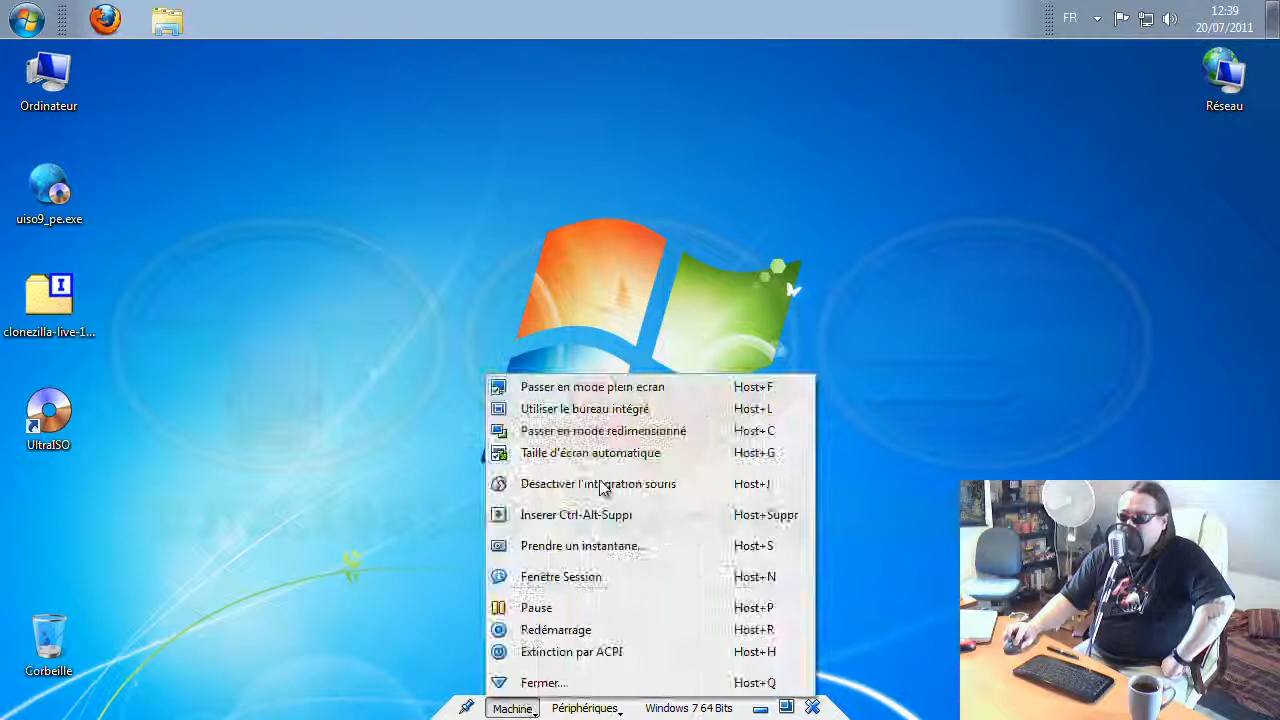 FR
12:39
20/07/2011
Ordinateur
Réseau
uiso9_pe.exe
clonezilla-live-1...
UltraISO
Corbeille
Passer en mode plein écran Host+F
Utiliser le bureau intégré Host+L
Passer en mode redimensionné Host+C
Taille d'écran automatique Host+G
Désactiver l'intégration souris Host+J
Insérer Ctrl-Alt-Suppr Host+Suppr
Prendre un instantané... Host+S
Fenêtre Session Host+N
Pause Host+P
Redémarrage Host+R
Extinction par ACPI Host+H
Fermer... Host+Q
Machine Périphériques Windows 7 64 Bits